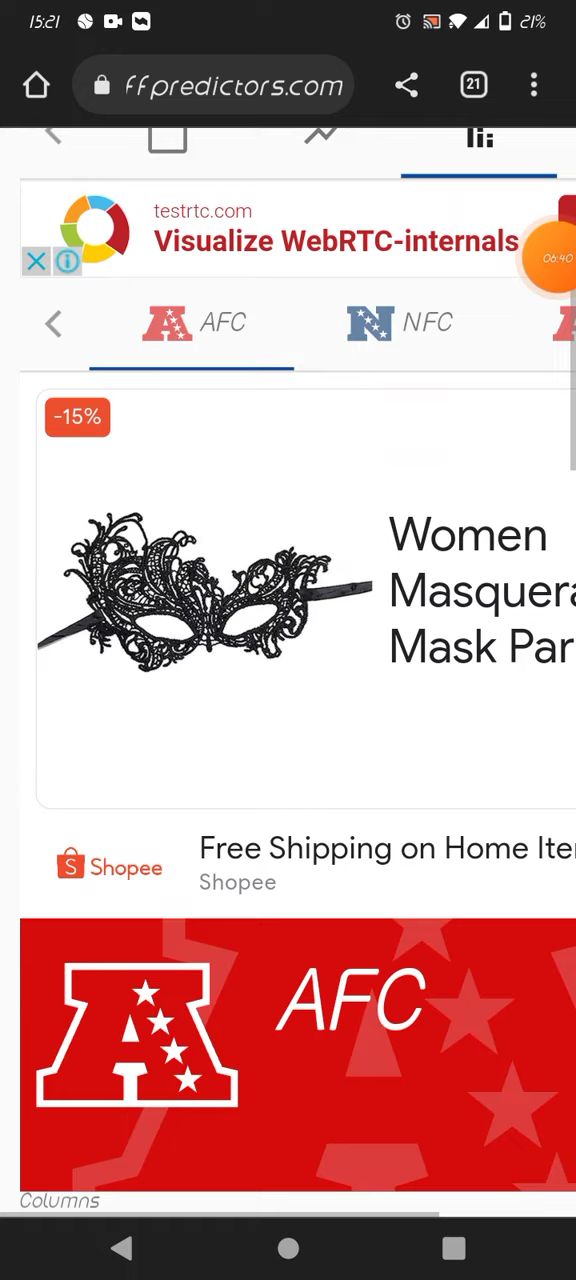 15:21
21%
ffpredictors.com
21
testrtc.com
Visualize WebRTC-internals
06:40
AFC
N
NFC
-15%
Women
Masquera
Mask Par
Free Shipping on Home Ite
Shopee
Shopee
AFC
Columns